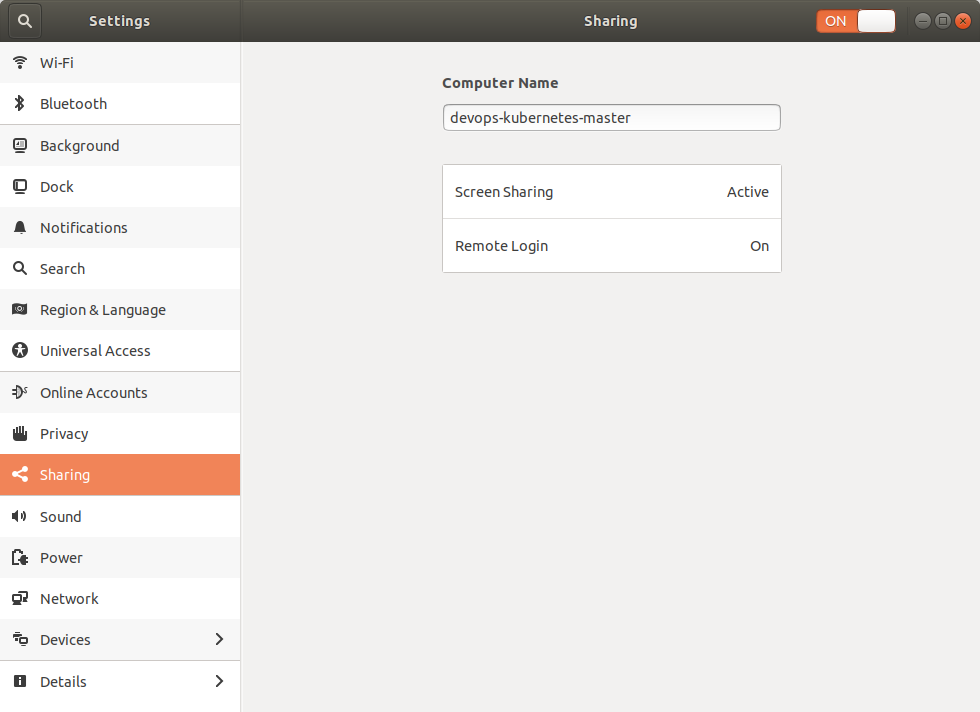 Settings
Sharing
ON
Wi-Fi
Bluetooth
Background
Dock
Notifications
Search
Region & Language
Universal Access
Online Accounts
Privacy
Sharing
Sound
Power
Network
Devices
Details
Computer Name
devops-kubernetes-master
Screen Sharing Active
Remote Login On